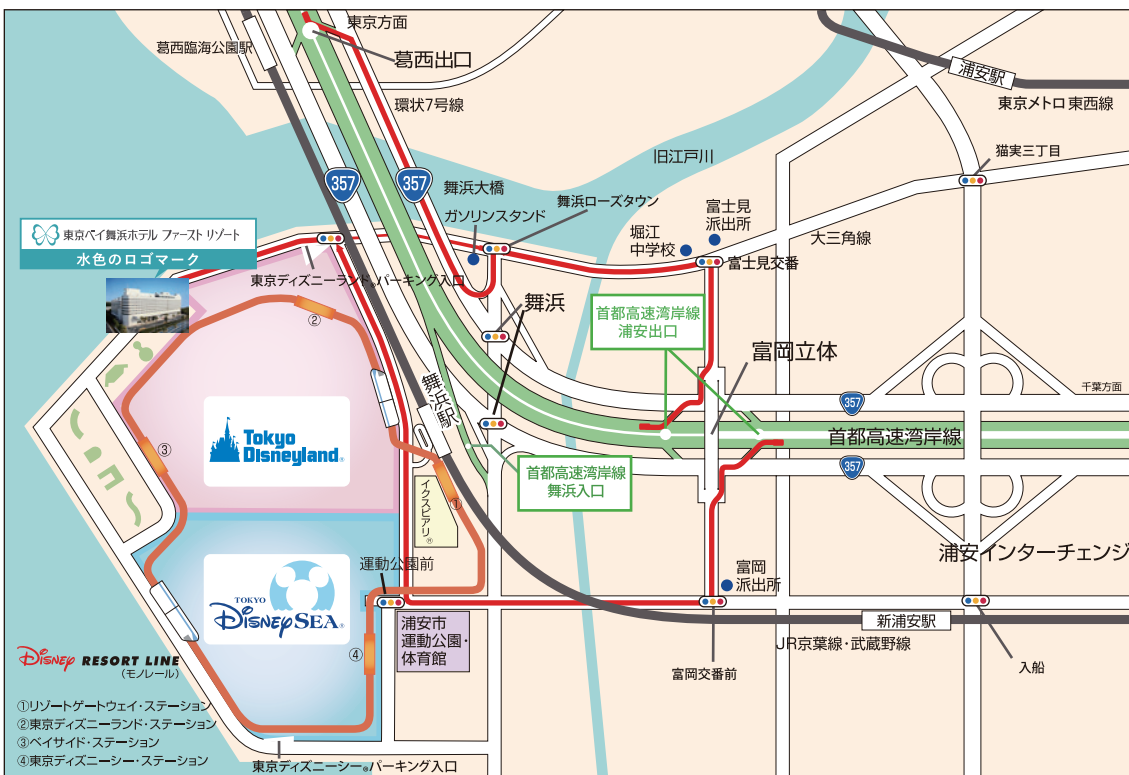 東京方面
葛西臨海公園駅
葛西出口
浦安駅
東京メトロ東西線
環状7号線
猫実三丁目
旧江戸川
357
357
舞浜大橋
舞浜ローズタウン
ガソリンスタンド
富士見
派出所
堀江
中学校
大三角線
富士見交番
東京ベイ舞浜ホテル ファーストリゾート
水色のロゴマーク
東京ディズニーランド®パーキング入口
舞浜
首都高速湾岸線
浦安出口
富岡立体
②
舞浜駅
千葉方面
357
首都高速湾岸線
357
Tokyo
Disneyland®
③
首都高速湾岸線
舞浜入口
①
イクスピアリ®
浦安インターチェンジ
運動公園前
富岡
派出所
TOKYO
DISNEYSEA®
浦安市
運動公園・
体育館
新浦安駅
JR京葉線・武蔵野線
④
富岡交番前
入船
Disney RESORT LINE
(モノレール)
①リゾートゲートウェイ・ステーション
②東京ディズニーランド・ステーション
③ベイサイド・ステーション
④東京ディズニーシー・ステーション
東京ディズニーシー®パーキング入口